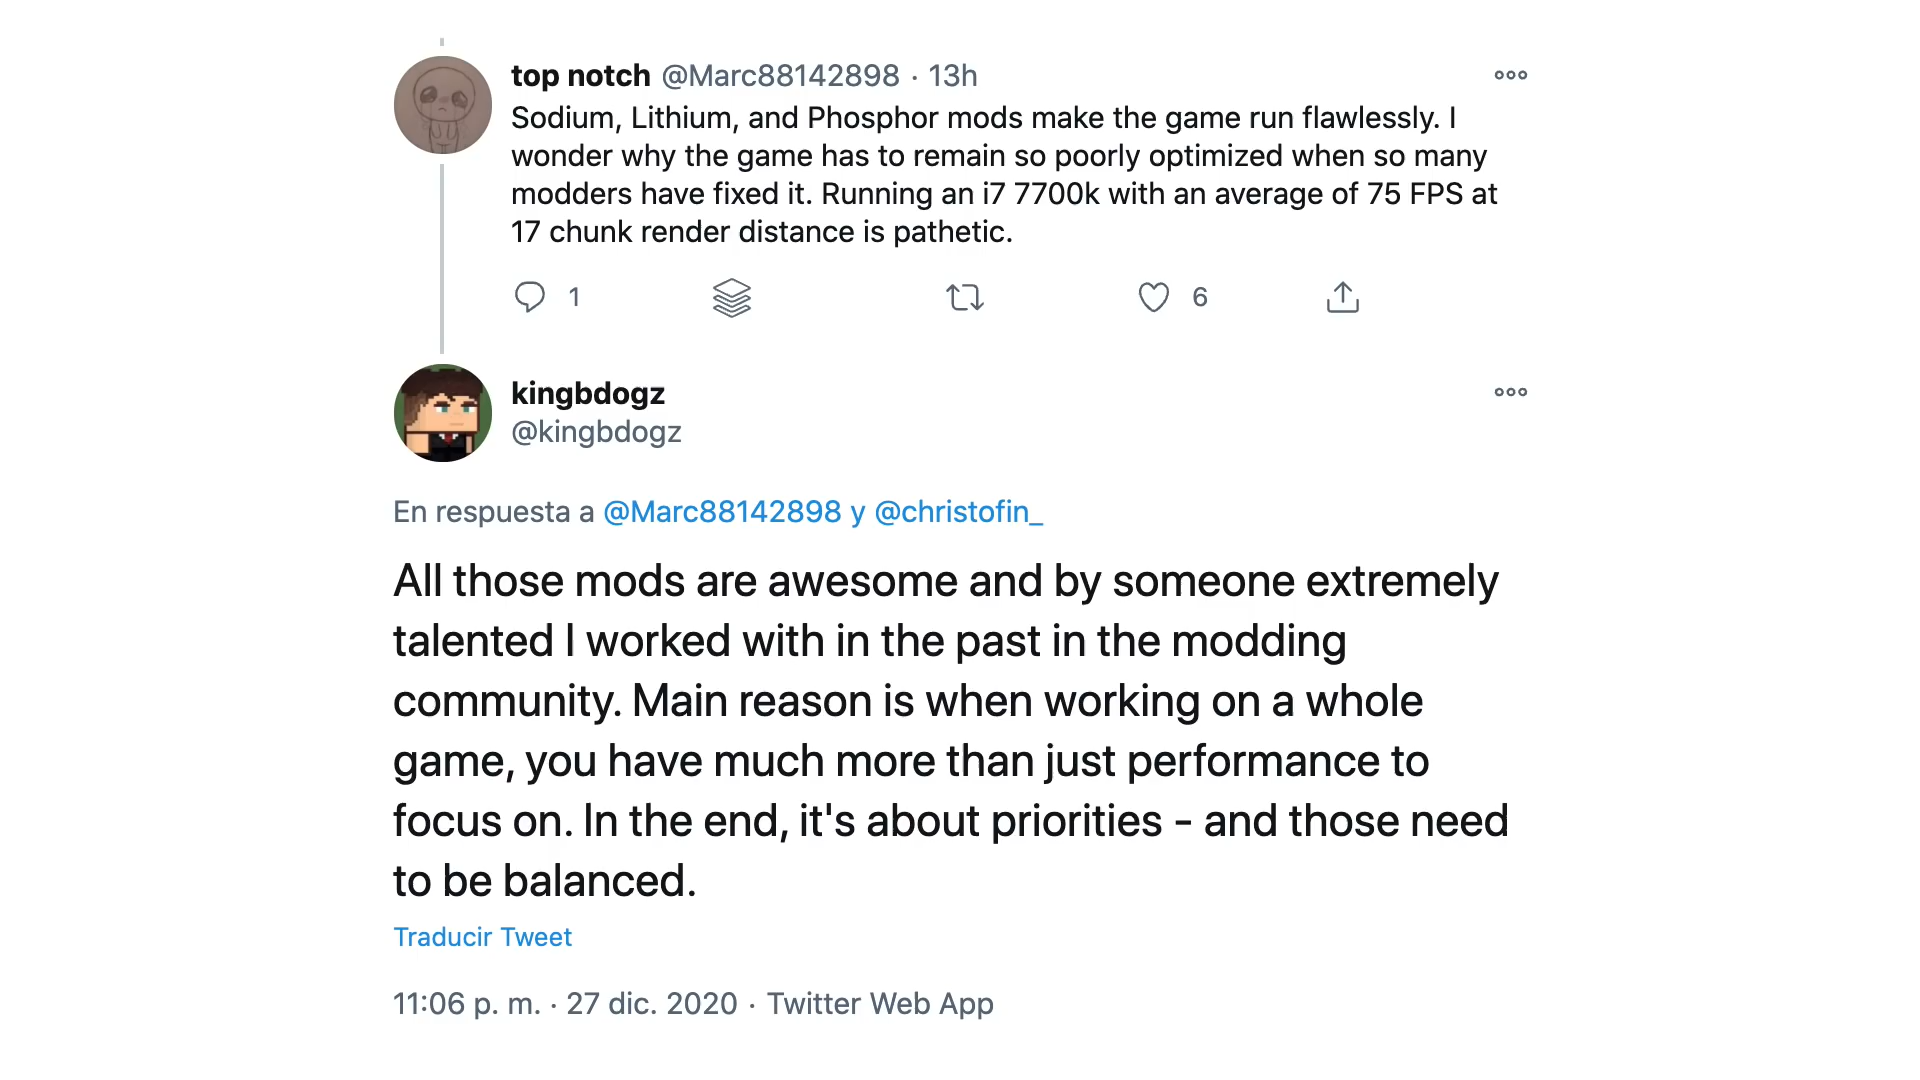 top notch @Marc88142898 · 13h
Sodium, Lithium, and Phosphor mods make the game run flawlessly. I
wonder why the game has to remain so poorly optimized when so many
modders have fixed it. Running an i7 7700k with an average of 75 FPS at
17 chunk render distance is pathetic.
1
6
kingbdogz
@kingbdogz
En respuesta a @Marc88142898 y @christofin_
All those mods are awesome and by someone extremely
talented I worked with in the past in the modding
community. Main reason is when working on a whole
game, you have much more than just performance to
focus on. In the end, it's about priorities - and those need
to be balanced.
Traducir Tweet
11:06 p. m. · 27 dic. 2020 · Twitter Web App